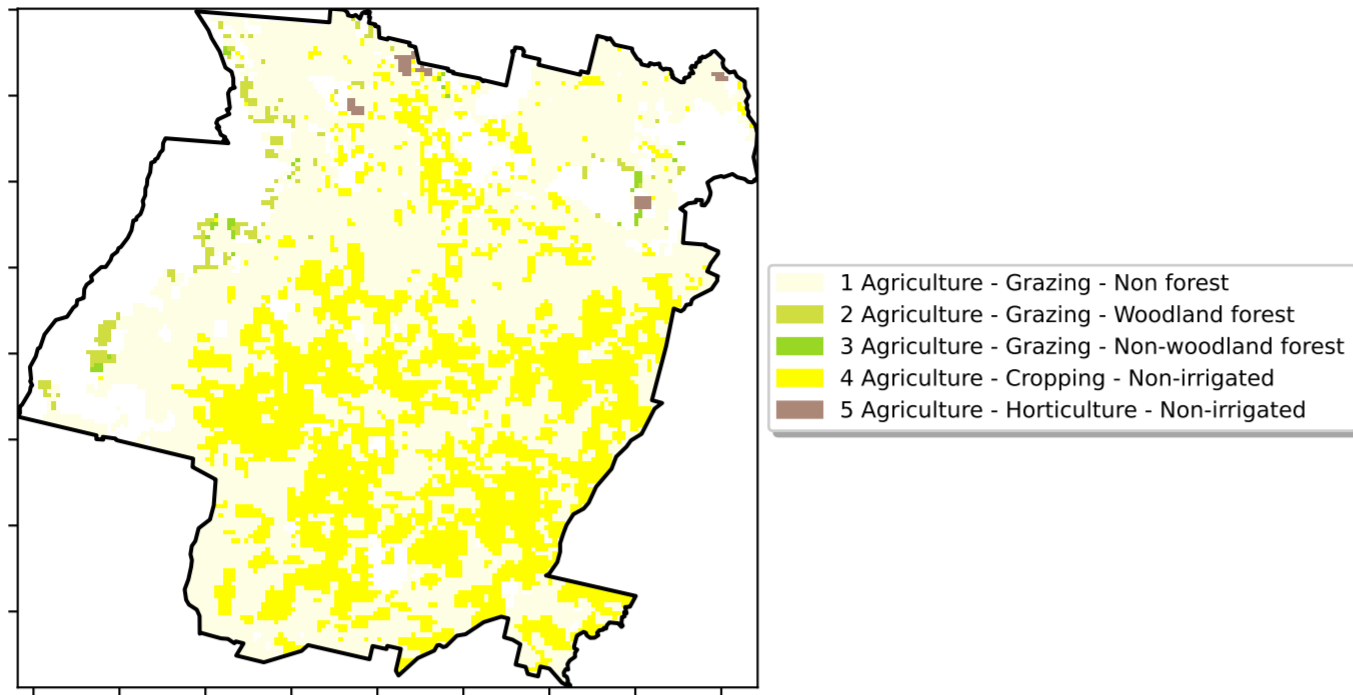 1 Agriculture - Grazing - Non forest
2 Agriculture - Grazing - Woodland forest
3 Agriculture - Grazing - Non-woodland forest
4 Agriculture - Cropping - Non-irrigated
5 Agriculture - Horticulture - Non-irrigated